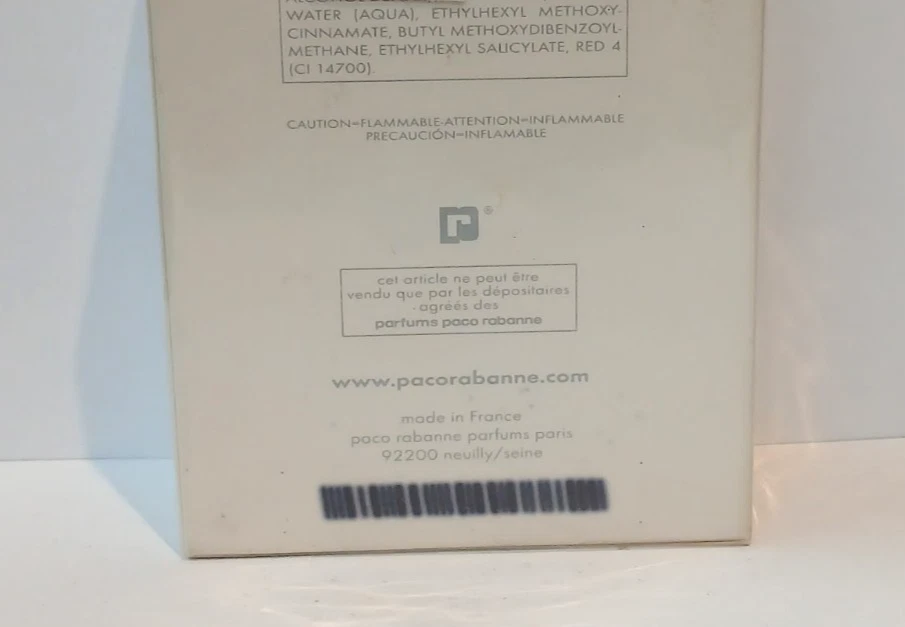 WATER (AQUA), ETHYLHEXYL METHOXY-
CINNAMATE, BUTYL METHOXYDIBENZOYL-
METHANE, ETHYLHEXYL SALICYLATE, RED 4
(CI 14700).
CAUTION=FLAMMABLE-ATTENTION=INFLAMMABLE
PRECAUCIÓN=INFLAMABLE
®
cet article ne peut être
vendu que par les dépositaires
agréés des
parfums paco rabanne
www.pacorabanne.com
made in France
paco rabanne parfums paris
92200 neuilly/seine